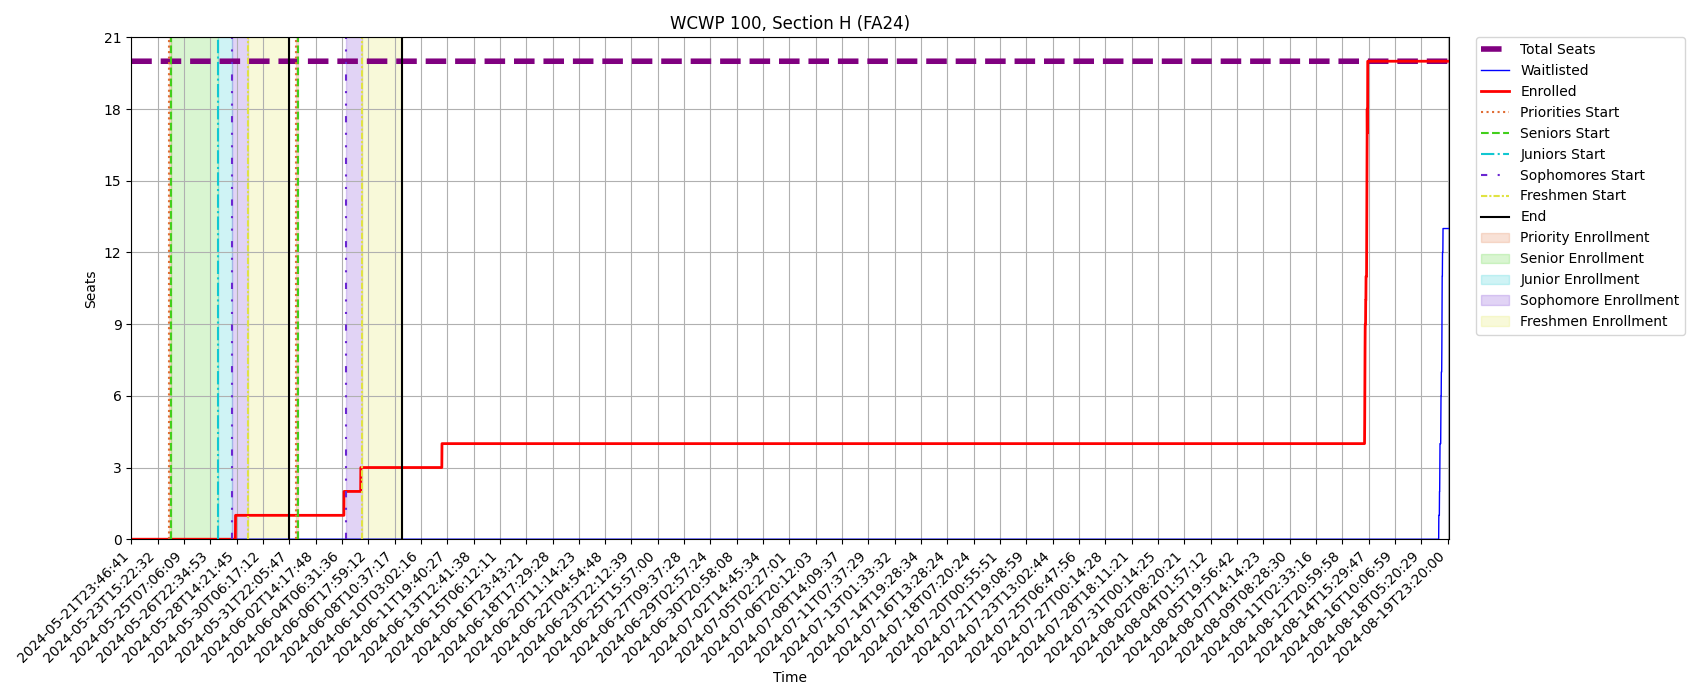 WCWP 100, Section H (FA24)
21
18
15
12
9
6
3
0
Seats
2024-05-21T23:46:41
2024-05-23T15:22:32
2024-05-25T07:06:09
2024-05-26T22:34:53
2024-05-28T14:21:45
2024-05-30T06:17:12
2024-05-31T22:05:47
2024-06-02T14:17:48
2024-06-04T06:31:36
2024-06-06T17:59:12
2024-06-08T10:37:17
2024-06-10T03:02:16
2024-06-11T19:40:27
2024-06-13T12:41:38
2024-06-15T06:12:11
2024-06-16T23:43:21
2024-06-18T17:29:28
2024-06-20T11:14:23
2024-06-22T04:54:48
2024-06-23T22:12:39
2024-06-25T15:57:00
2024-06-27T09:37:28
2024-06-29T02:57:24
2024-06-30T20:58:08
2024-07-02T14:45:34
2024-07-05T02:27:01
2024-07-06T20:12:03
2024-07-08T14:09:37
2024-07-11T07:37:29
2024-07-13T01:33:32
2024-07-14T19:28:34
2024-07-16T13:28:24
2024-07-18T07:20:24
2024-07-20T00:55:51
2024-07-21T19:08:59
2024-07-23T13:02:44
2024-07-25T06:47:56
2024-07-27T00:14:28
2024-07-28T18:11:21
2024-07-31T00:14:25
2024-08-02T08:20:21
2024-08-04T01:57:12
2024-08-05T19:56:42
2024-08-07T14:14:23
2024-08-09T08:28:30
2024-08-11T02:33:16
2024-08-12T20:59:58
2024-08-14T15:29:47
2024-08-16T10:06:59
2024-08-18T05:20:29
2024-08-19T23:20:00
Time
Total Seats
Waitlisted
Enrolled
Priorities Start
Seniors Start
Juniors Start
Sophomores Start
Freshmen Start
End
Priority Enrollment
Senior Enrollment
Junior Enrollment
Sophomore Enrollment
Freshmen Enrollment